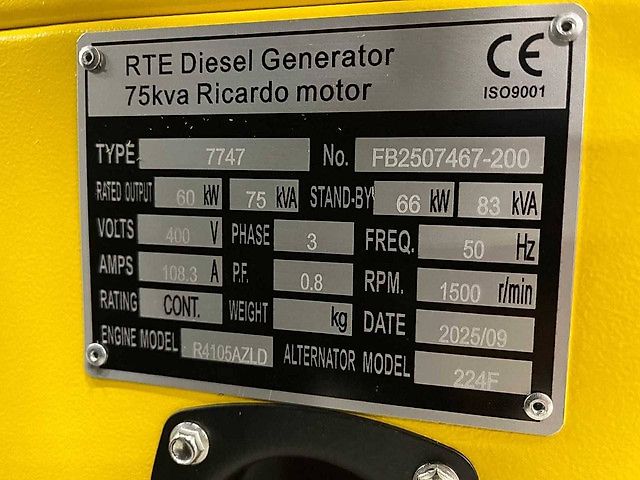 RTE Diesel Generator
75kva Ricardo motor
CE
ISO9001
TYPE 7747 No. FB2507467-200
RATED OUTPUT 60 kW 75 kVA STAND-BY 66 kW 83 kVA
VOLTS 400 V PHASE 3 FREQ. 50 Hz
AMPS 108.3 A P.F. 0.8 RPM. 1500 r/min
RATING CONT. WEIGHT kg DATE 2025/09
ENGINE MODEL R4105AZLD ALTERNATOR MODEL 224F